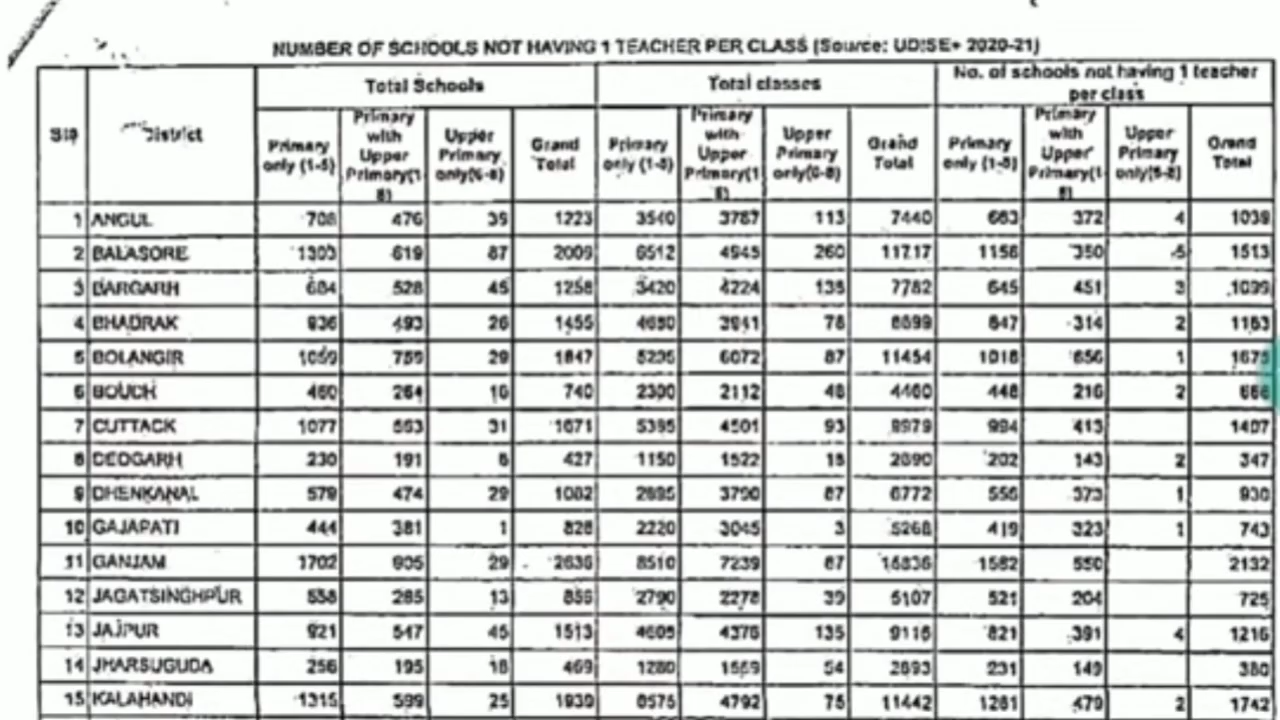 NUMBER OF SCHOOLS NOT HAVING 1 TEACHER PER CLASS (Source: UDISE+ 2020-21)
Sl# District Total Schools Total classes No. of schools not having 1 teacher per class
Primary only (1-5) Primary with Upper Primary(1-8) Upper Primary only(6-8) Grand Total Primary only (1-5) Primary with Upper Primary(1-8) Upper Primary only(6-8) Grand Total Primary only (1-5) Primary with Upper Primary(1-8) Upper Primary only(6-8) Grand Total
1 ANGUL 708 476 39 1223 3540 3787 113 7440 663 372 4 1039
2 BALASORE 1303 619 87 2009 6512 4945 260 11717 1158 350 5 1513
3 BARGARH 684 528 45 4224 135 645 451 3 1099
4 BHADRAK 936 493 26 1455 4680 3941 78 8699 847 314 2 1163
5 BOLANGIR 1059 759 29 1847 5295 6072 87 11454 1018 656 1 1675
6 BOUDH 460 264 16 740 2300 2112 48 4460 448 216 2 666
7 CUTTACK 1077 563 31 1671 5385 4501 93 9979 994 413 1407
8 DEOGARH 230 191 6 427 1150 1522 18 2690 202 143 2 347
9 DHENKANAL 579 474 29 1082 2895 3790 87 6772 556 373 1 930
10 GAJAPATI 444 381 1 826 2220 3045 3 5268 419 323 1 743
11 GANJAM 1702 905 29 2636 8510 7239 87 1582 550 2132
12 JAGATSINGHPUR 558 285 13 856 2790 2278 39 5107 521 204 725
13 JAJPUR 921 547 45 1513 4605 4376 135 9116 821 391 4 1216
14 JHARSUGUDA 256 195 18 469 1280 1559 54 2893 231 149 380
15 KALAHANDI 1315 599 25 1939 6575 4792 75 11442 1261 479 2 1742